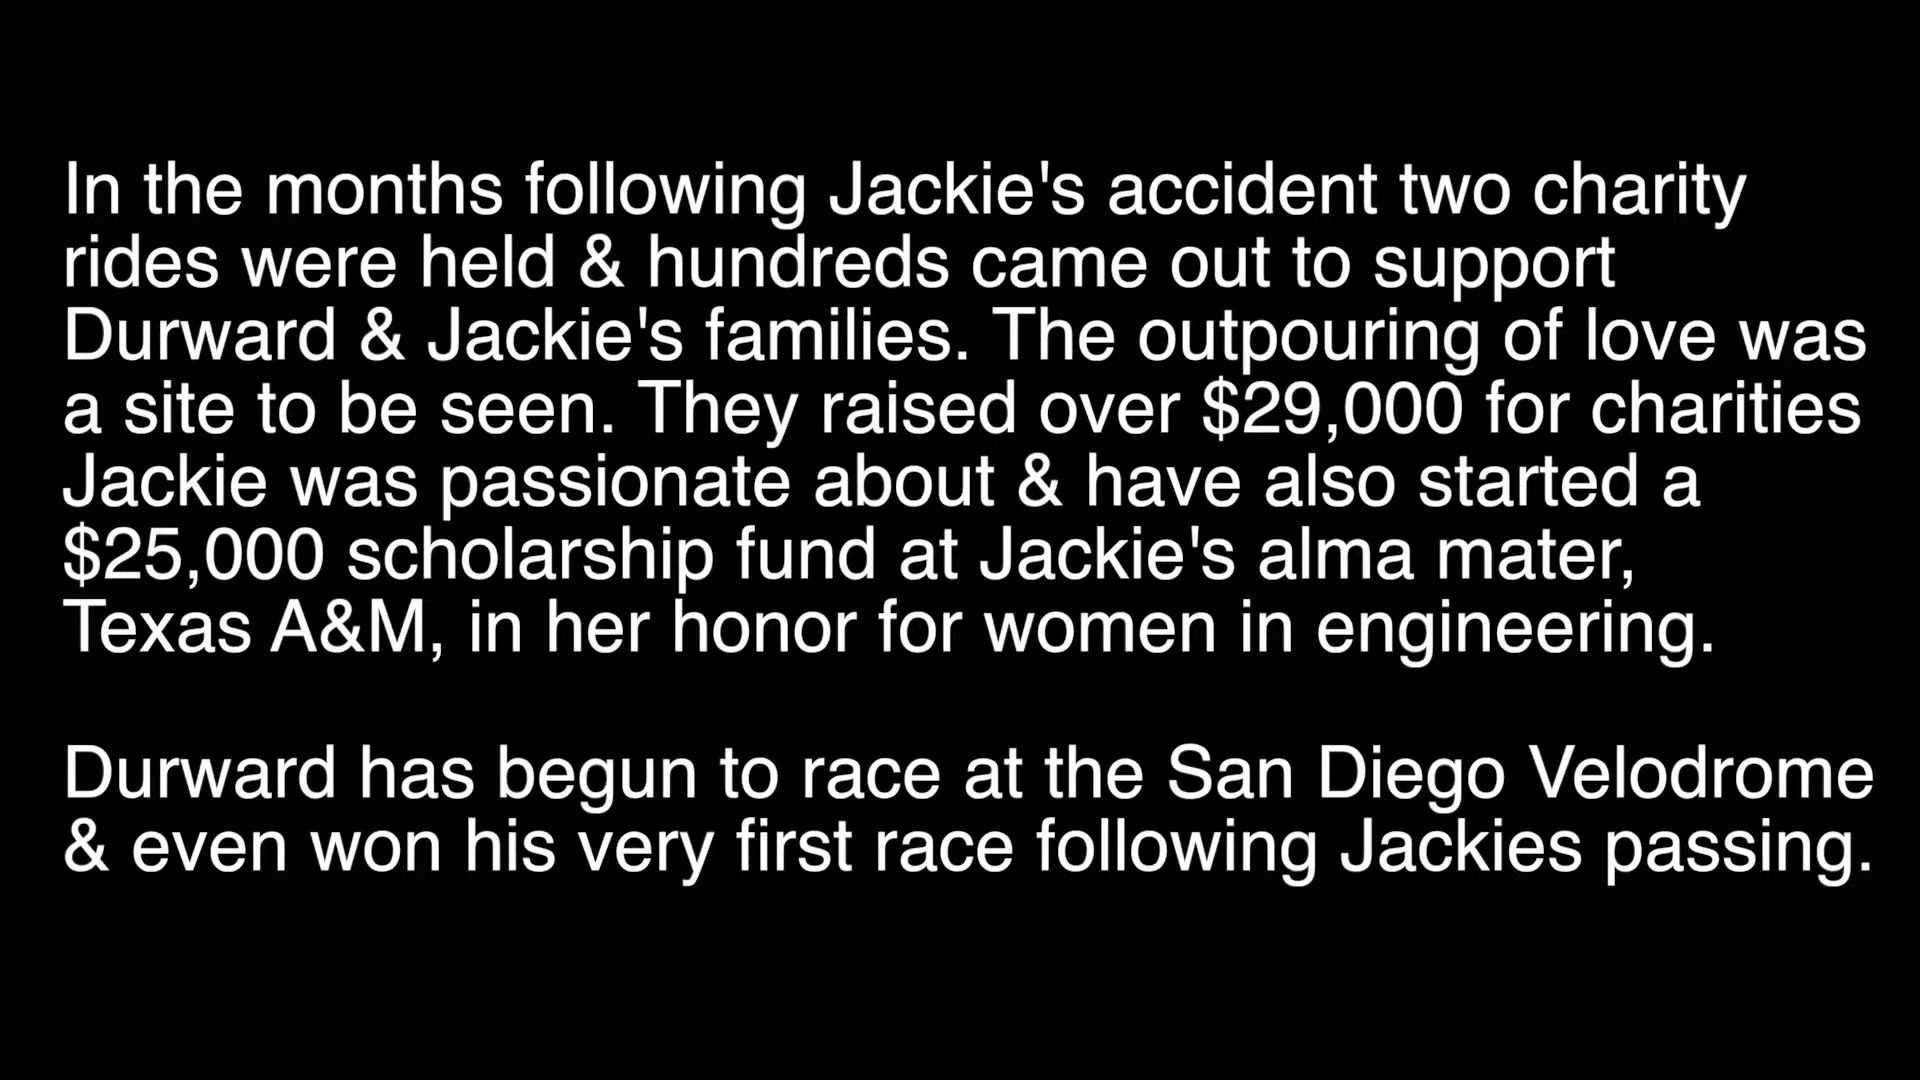 In the months following Jackie's accident two charity
rides were held & hundreds came out to support
Durward & Jackie's families. The outpouring of love was
a site to be seen. They raised over $29,000 for charities
Jackie was passionate about & have also started a
$25,000 scholarship fund at Jackie's alma mater,
Texas A&M, in her honor for women in engineering.
Durward has begun to race at the San Diego Velodrome
& even won his very first race following Jackies passing.